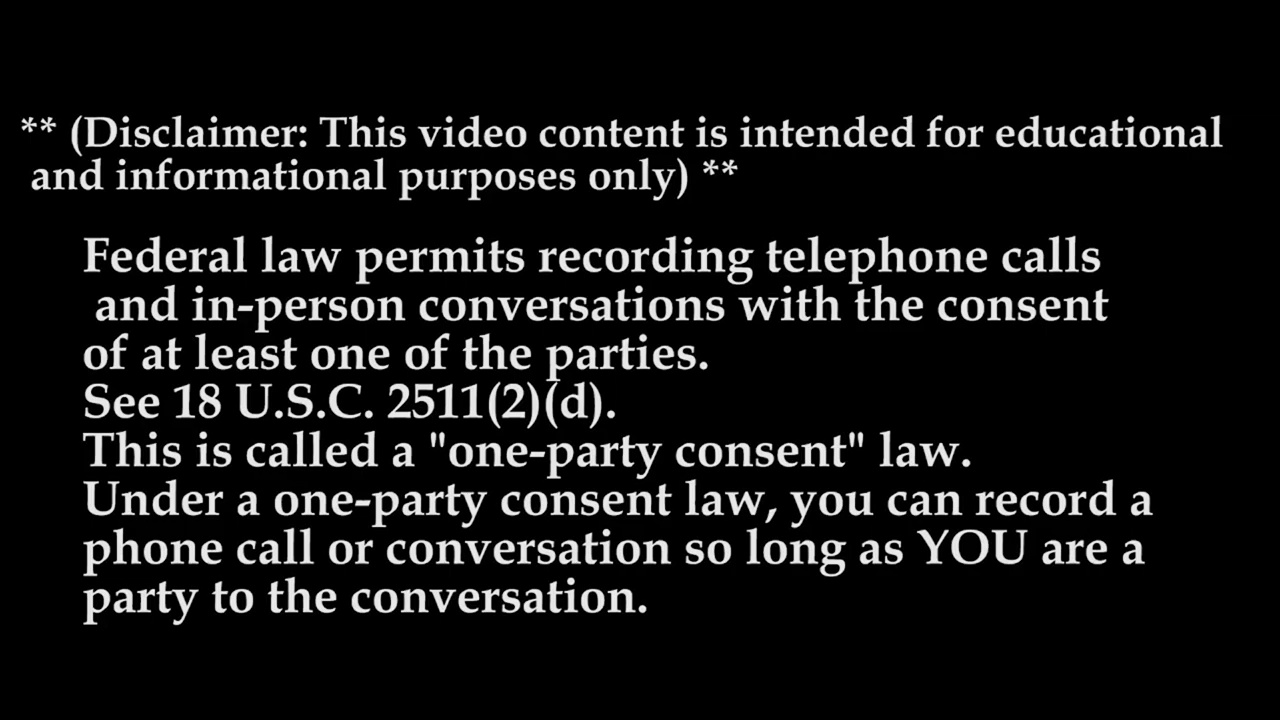 ** (Disclaimer: This video content is intended for educational
and informational purposes only) **
Federal law permits recording telephone calls
and in-person conversations with the consent
of at least one of the parties.
See 18 U.S.C. 2511(2)(d).
This is called a "one-party consent" law.
Under a one-party consent law, you can record a
phone call or conversation so long as YOU are a
party to the conversation.